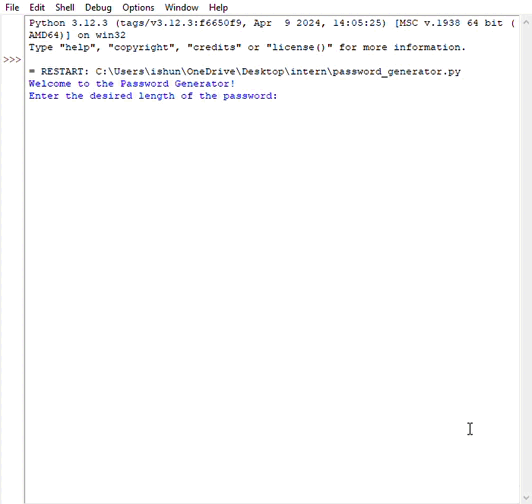 File Edit Shell Debug Options Window Help
Python 3.12.3 (tags/v3.12.3:f6650f9, Apr  9 2024, 14:05:25) [MSC v.1938 64 bit (
AMD64)] on win32
Type "help", "copyright", "credits" or "license()" for more information.
>>>
= RESTART: C:\Users\ishun\OneDrive\Desktop\intern\password_generator.py
Welcome to the Password Generator!
Enter the desired length of the password: